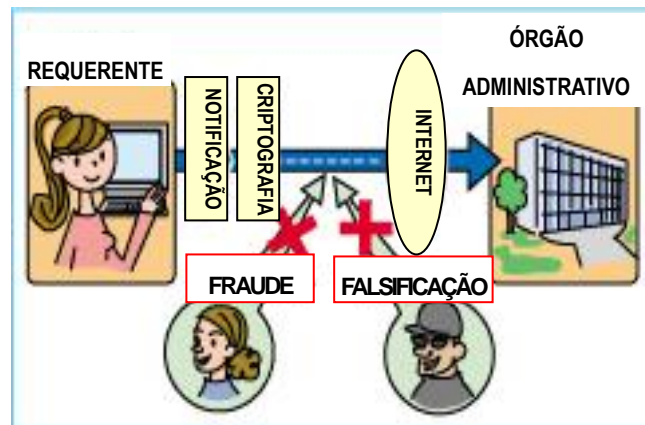 REQUERENTE
NOTIFICAÇÃO
CRIPTOGRAFIA
INTERNET
ÓRGÃO
ADMINISTRATIVO
FRAUDE
FALSIFICAÇÃO